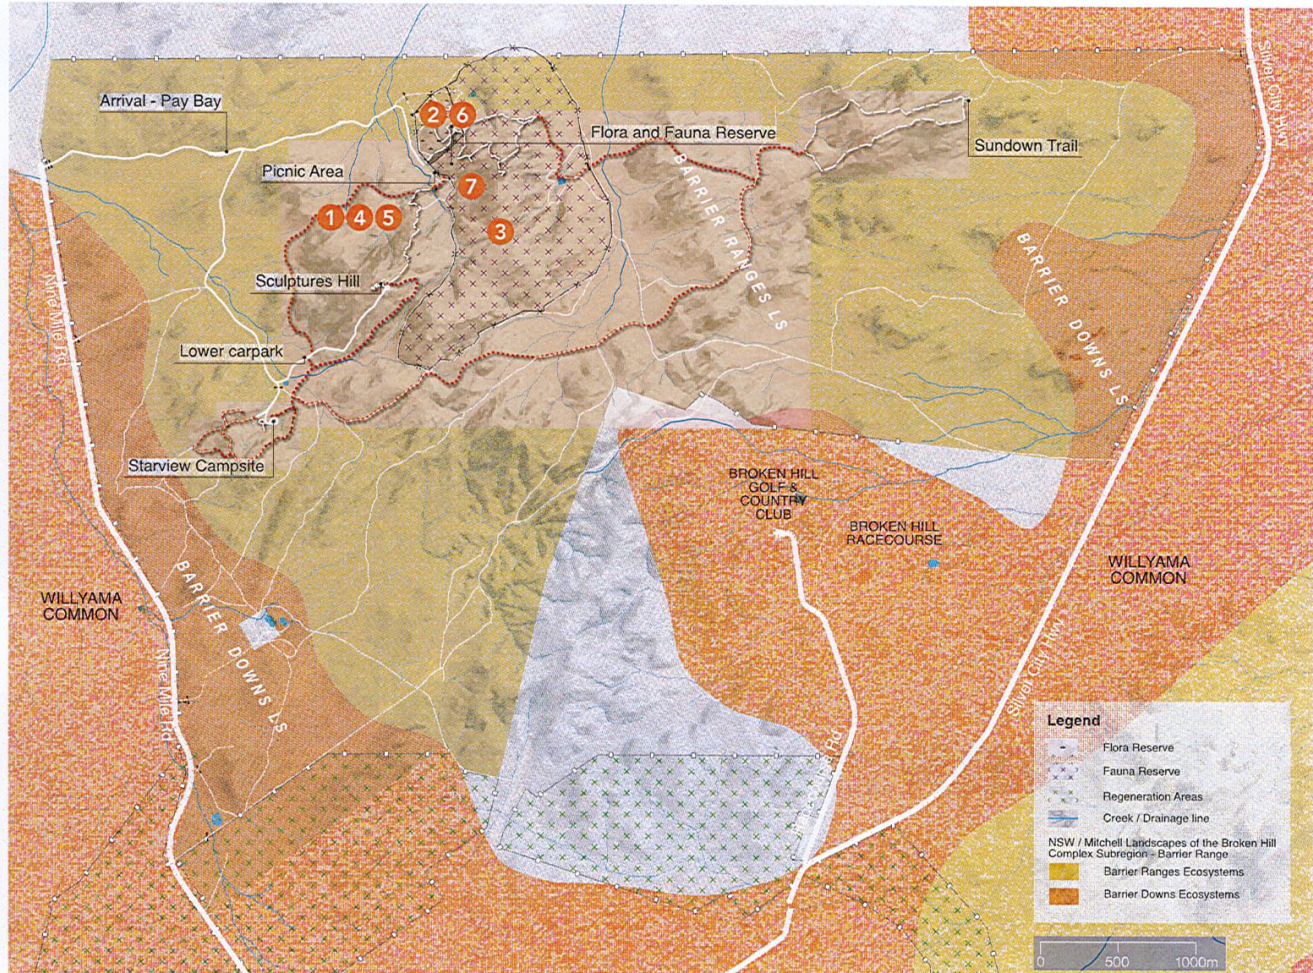 Silver City Hwy
Arrival - Pay Bay
2
6
Flora and Fauna Reserve
Sundown Trail
Picnic Area
7
1
4
5
3
BARRIER RANGES LS
BARRIER DOWNS LS
Sculptures Hill
Nine Mile Rd
Lower carpark
Starview Campsite
BROKEN HILL
GOLF &
COUNTRY
CLUB
BROKEN HILL
RACECOURSE
WILLYAMA
COMMON
WILLYAMA
COMMON
BARRIER DOWNS LS
Nine Mile Rd
Silver City Hwy
Rd
Legend
Flora Reserve
Fauna Reserve
Regeneration Areas
Creek / Drainage line
NSW / Mitchell Landscapes of the Broken Hill
Complex Subregion - Barrier Range
Barrier Ranges Ecosystems
Barrier Downs Ecosystems
0
500
1000m